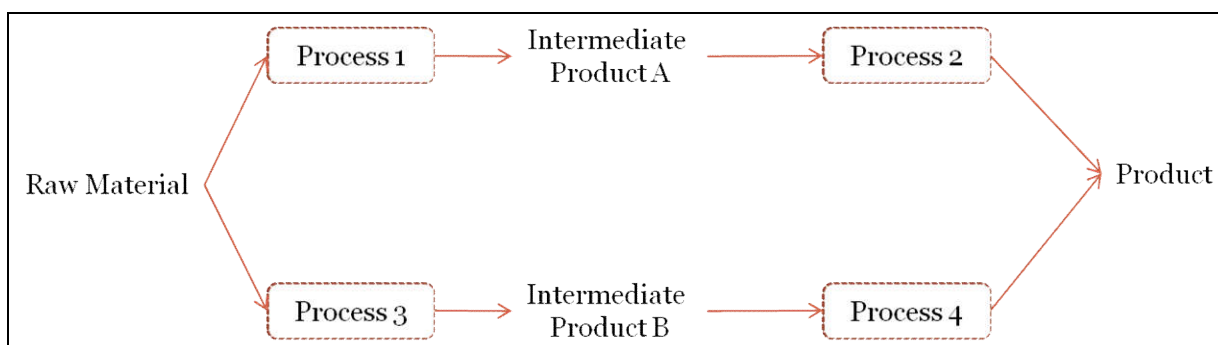 Process 1
Intermediate
Product A
Process 2
Raw Material
Product
Process 3
Intermediate
Product B
Process 4